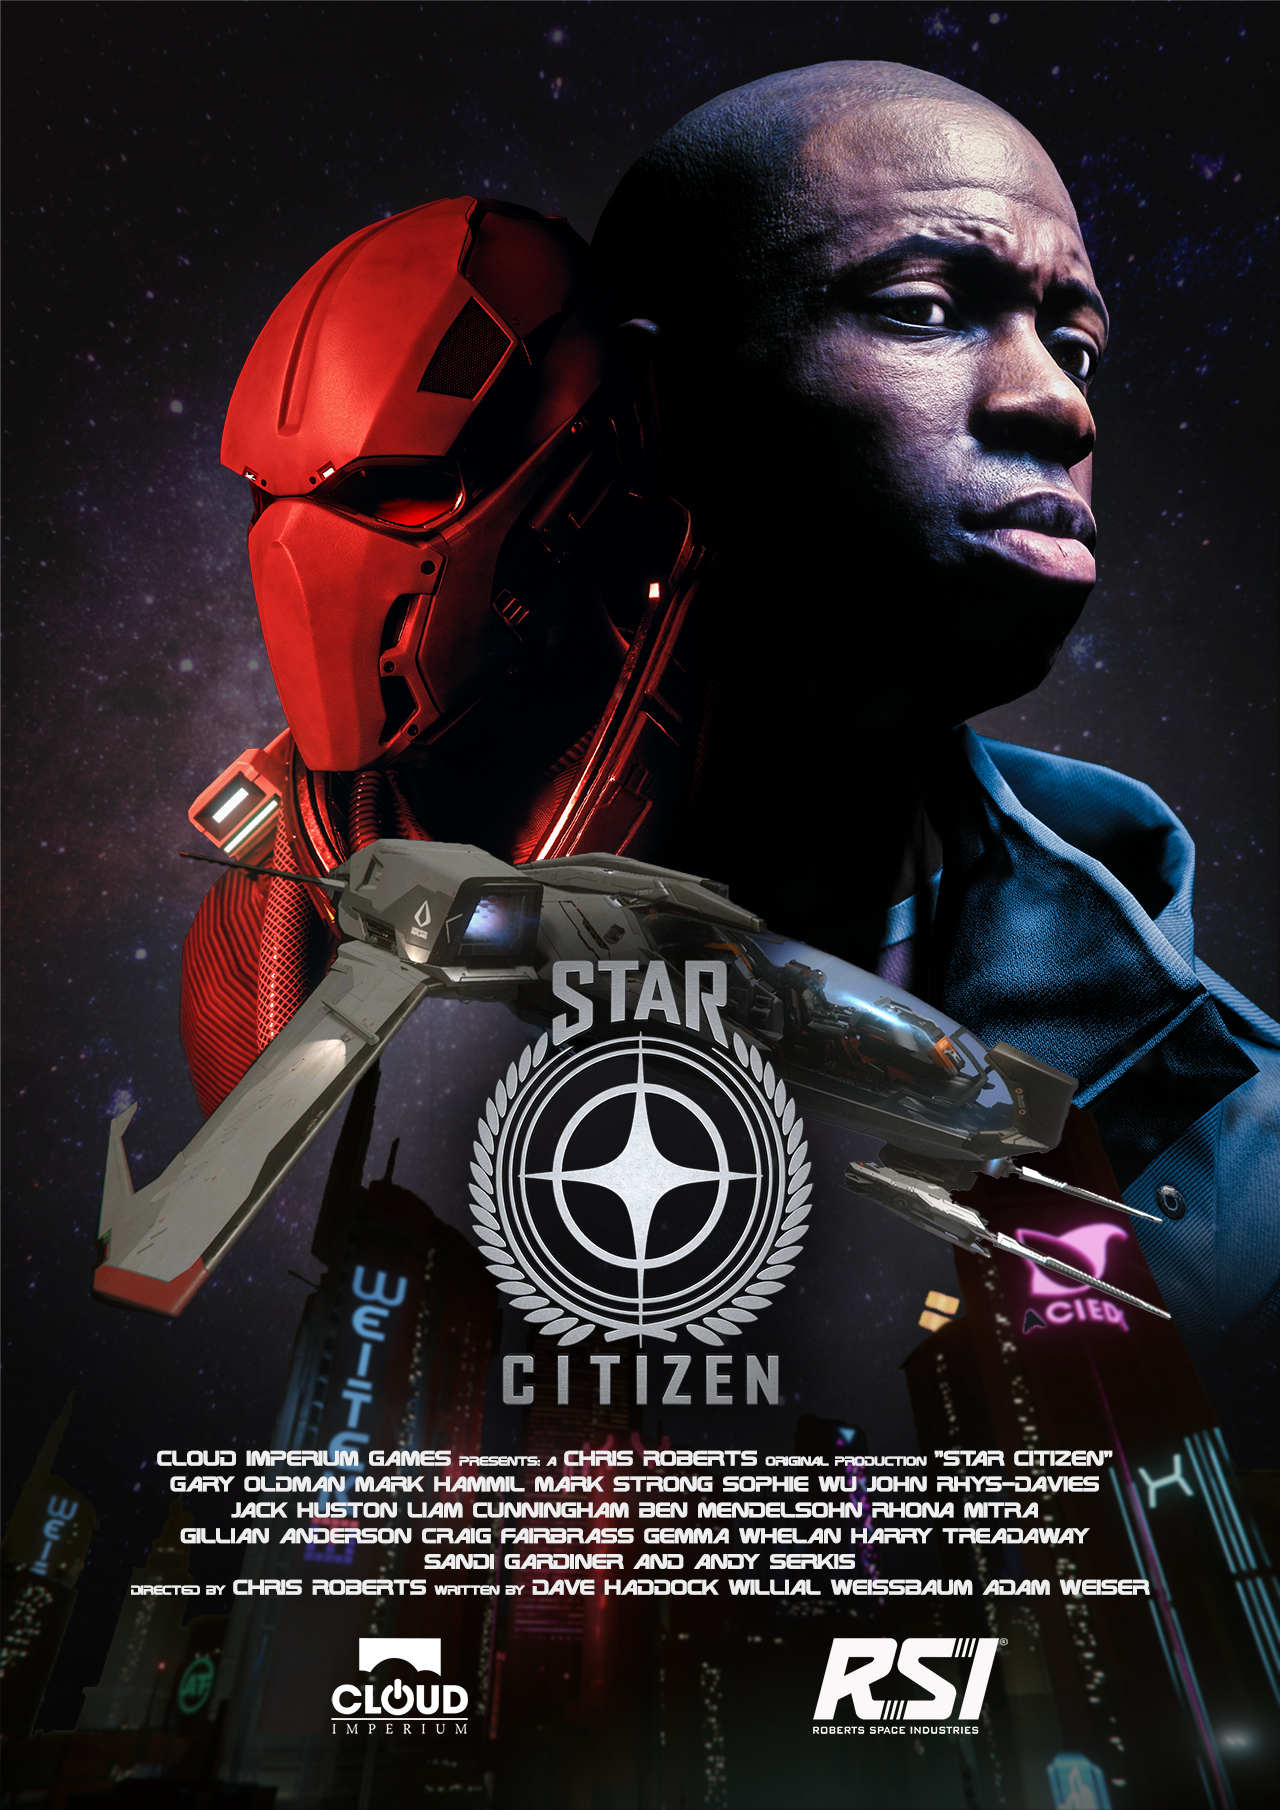 STAR
CITIZEN
WEITEC
ACIED
WEIT
CLOUD IMPERIUM GAMES PRESENTS: A CHRIS ROBERTS ORIGINAL PRODUCTION "STAR CITIZEN"
GARY OLDMAN MARK HAMMIL MARK STRONG SOPHIE WU JOHN RHYS-DAVIES
JACK HUSTON LIAM CUNNINGHAM BEN MENDELSOHN RHONA MITRA
GILLIAN ANDERSON CRAIG FAIRBRASS GEMMA WHELAN HARRY TREADAWAY
SANDI GARDINER AND ANDY SERKIS
DIRECTED BY CHRIS ROBERTS WRITTEN BY DAVE HADDOCK WILLIAL WEISSBAUM ADAM WEISER
CLOUD
IMPERIUM
RSI®
ROBERTS SPACE INDUSTRIES